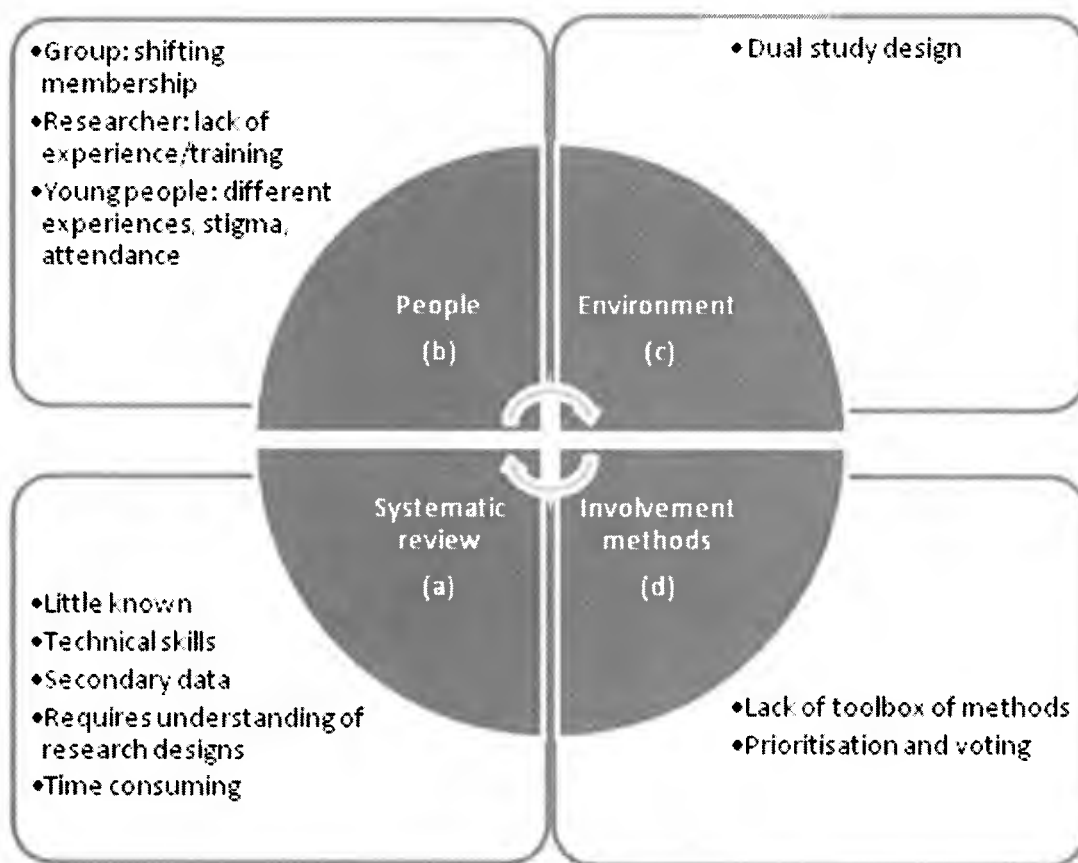 •Group: shifting
membership
•Researcher: lack of
experience/training
•Young people: different
experiences, stigma,
attendance
•Dual study design
People
(b)
Environment
(c)
Systematic
review
(a)
Involvement
methods
(d)
•Little known
•Technical skills
•Secondary data
•Requires understanding of
research designs
•Time consuming
•Lack of toolbox of methods
•Prioritisation and voting